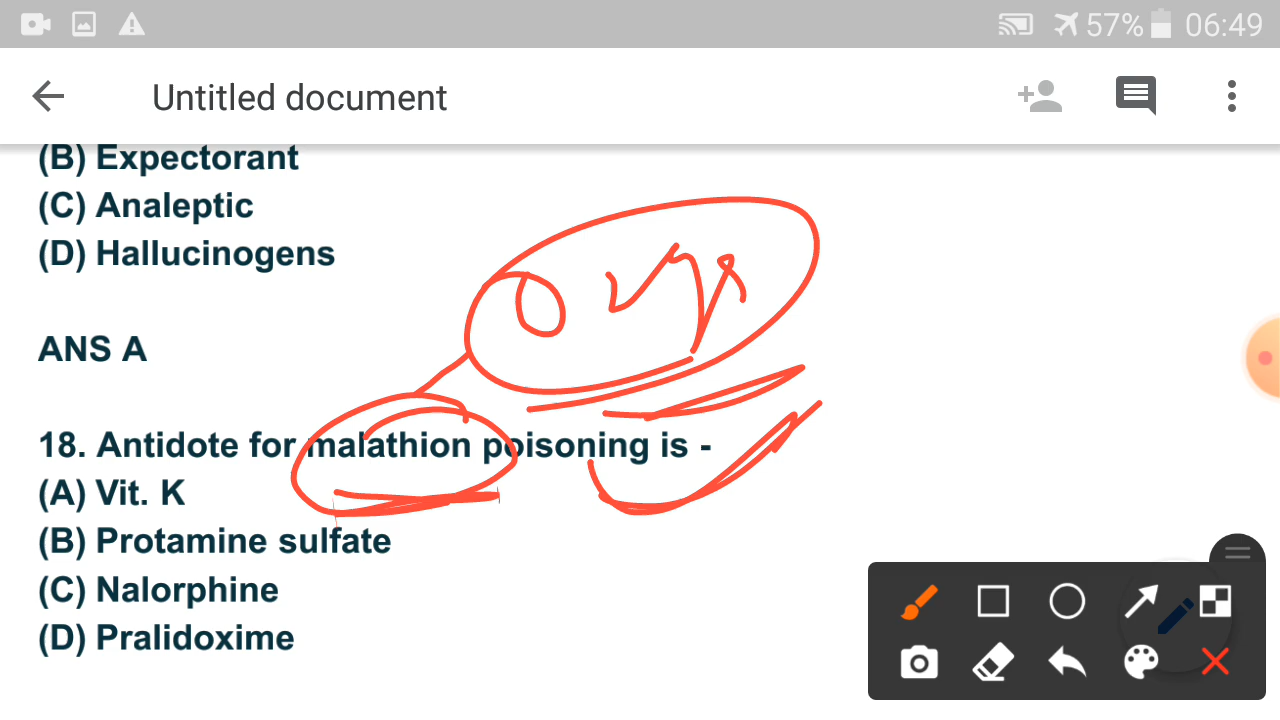 57% 06:49
Untitled document
(B) Expectorant
(C) Analeptic
(D) Hallucinogens
ANS A
18. Antidote for malathion poisoning is -
(A) Vit. K
(B) Protamine sulfate
(C) Nalorphine
(D) Pralidoxime